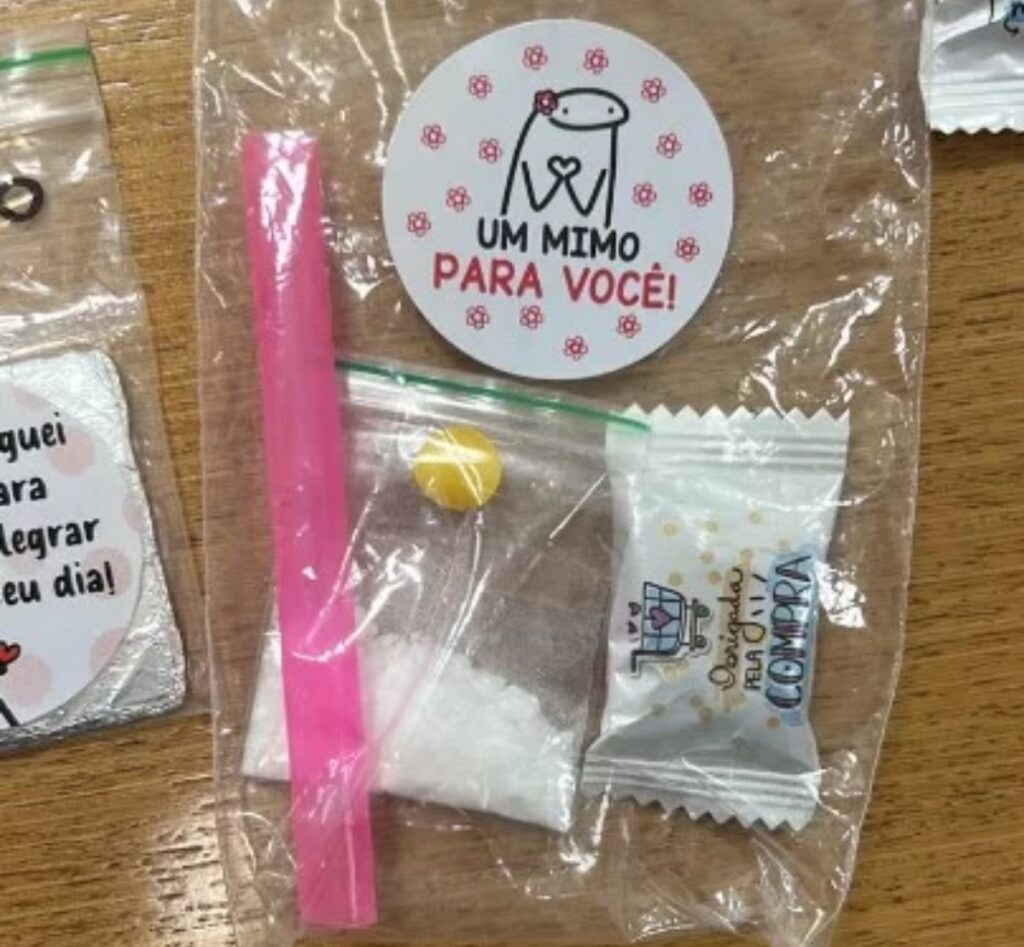 UM MIMO
PARA VOCÊ!
guei
ara
legrar
eu dia!
Obrigada
PELA
COMPRA